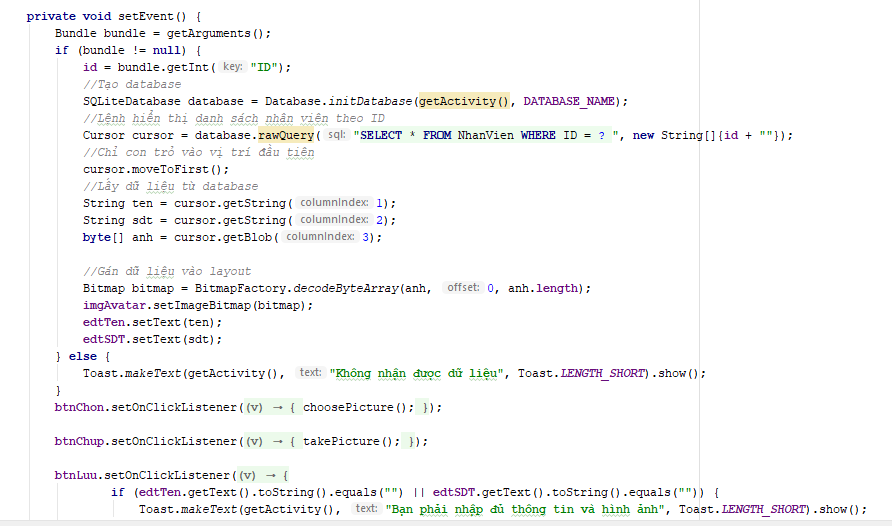 private void setEvent() {
    Bundle bundle = getArguments();
    if (bundle != null) {
        id = bundle.getInt( key: "ID");
        //Tạo database
        SQLiteDatabase database = Database.initDatabase(getActivity(), DATABASE_NAME);
        //Lệnh hiển thị danh sách nhân viên theo ID
        Cursor cursor = database.rawQuery( sql: "SELECT * FROM NhanVien WHERE ID = ? ", new String[]{id + ""});
        //Chỉ con trỏ vào vị trí đầu tiên
        cursor.moveToFirst();
        //Lấy dữ liệu từ database
        String ten = cursor.getString( columnIndex: 1);
        String sdt = cursor.getString( columnIndex: 2);
        byte[] anh = cursor.getBlob( columnIndex: 3);
        //Gán dữ liệu vào layout
        Bitmap bitmap = BitmapFactory.decodeByteArray(anh, offset: 0, anh.length);
        imgAvatar.setImageBitmap(bitmap);
        edtTen.setText(ten);
        edtSDT.setText(sdt);
    } else {
        Toast.makeText(getActivity(), text: "Không nhận được dữ liệu", Toast.LENGTH_SHORT).show();
    }
    btnChon.setOnClickListener((v) → { choosePicture(); });
    btnChup.setOnClickListener((v) → { takePicture(); });
    btnLuu.setOnClickListener((v) → {
            if (edtTen.getText().toString().equals("") || edtSDT.getText().toString().equals("")) {
                Toast.makeText(getActivity(), text: "Bạn phải nhập đủ thông tin và hình ảnh", Toast.LENGTH_SHORT).show();